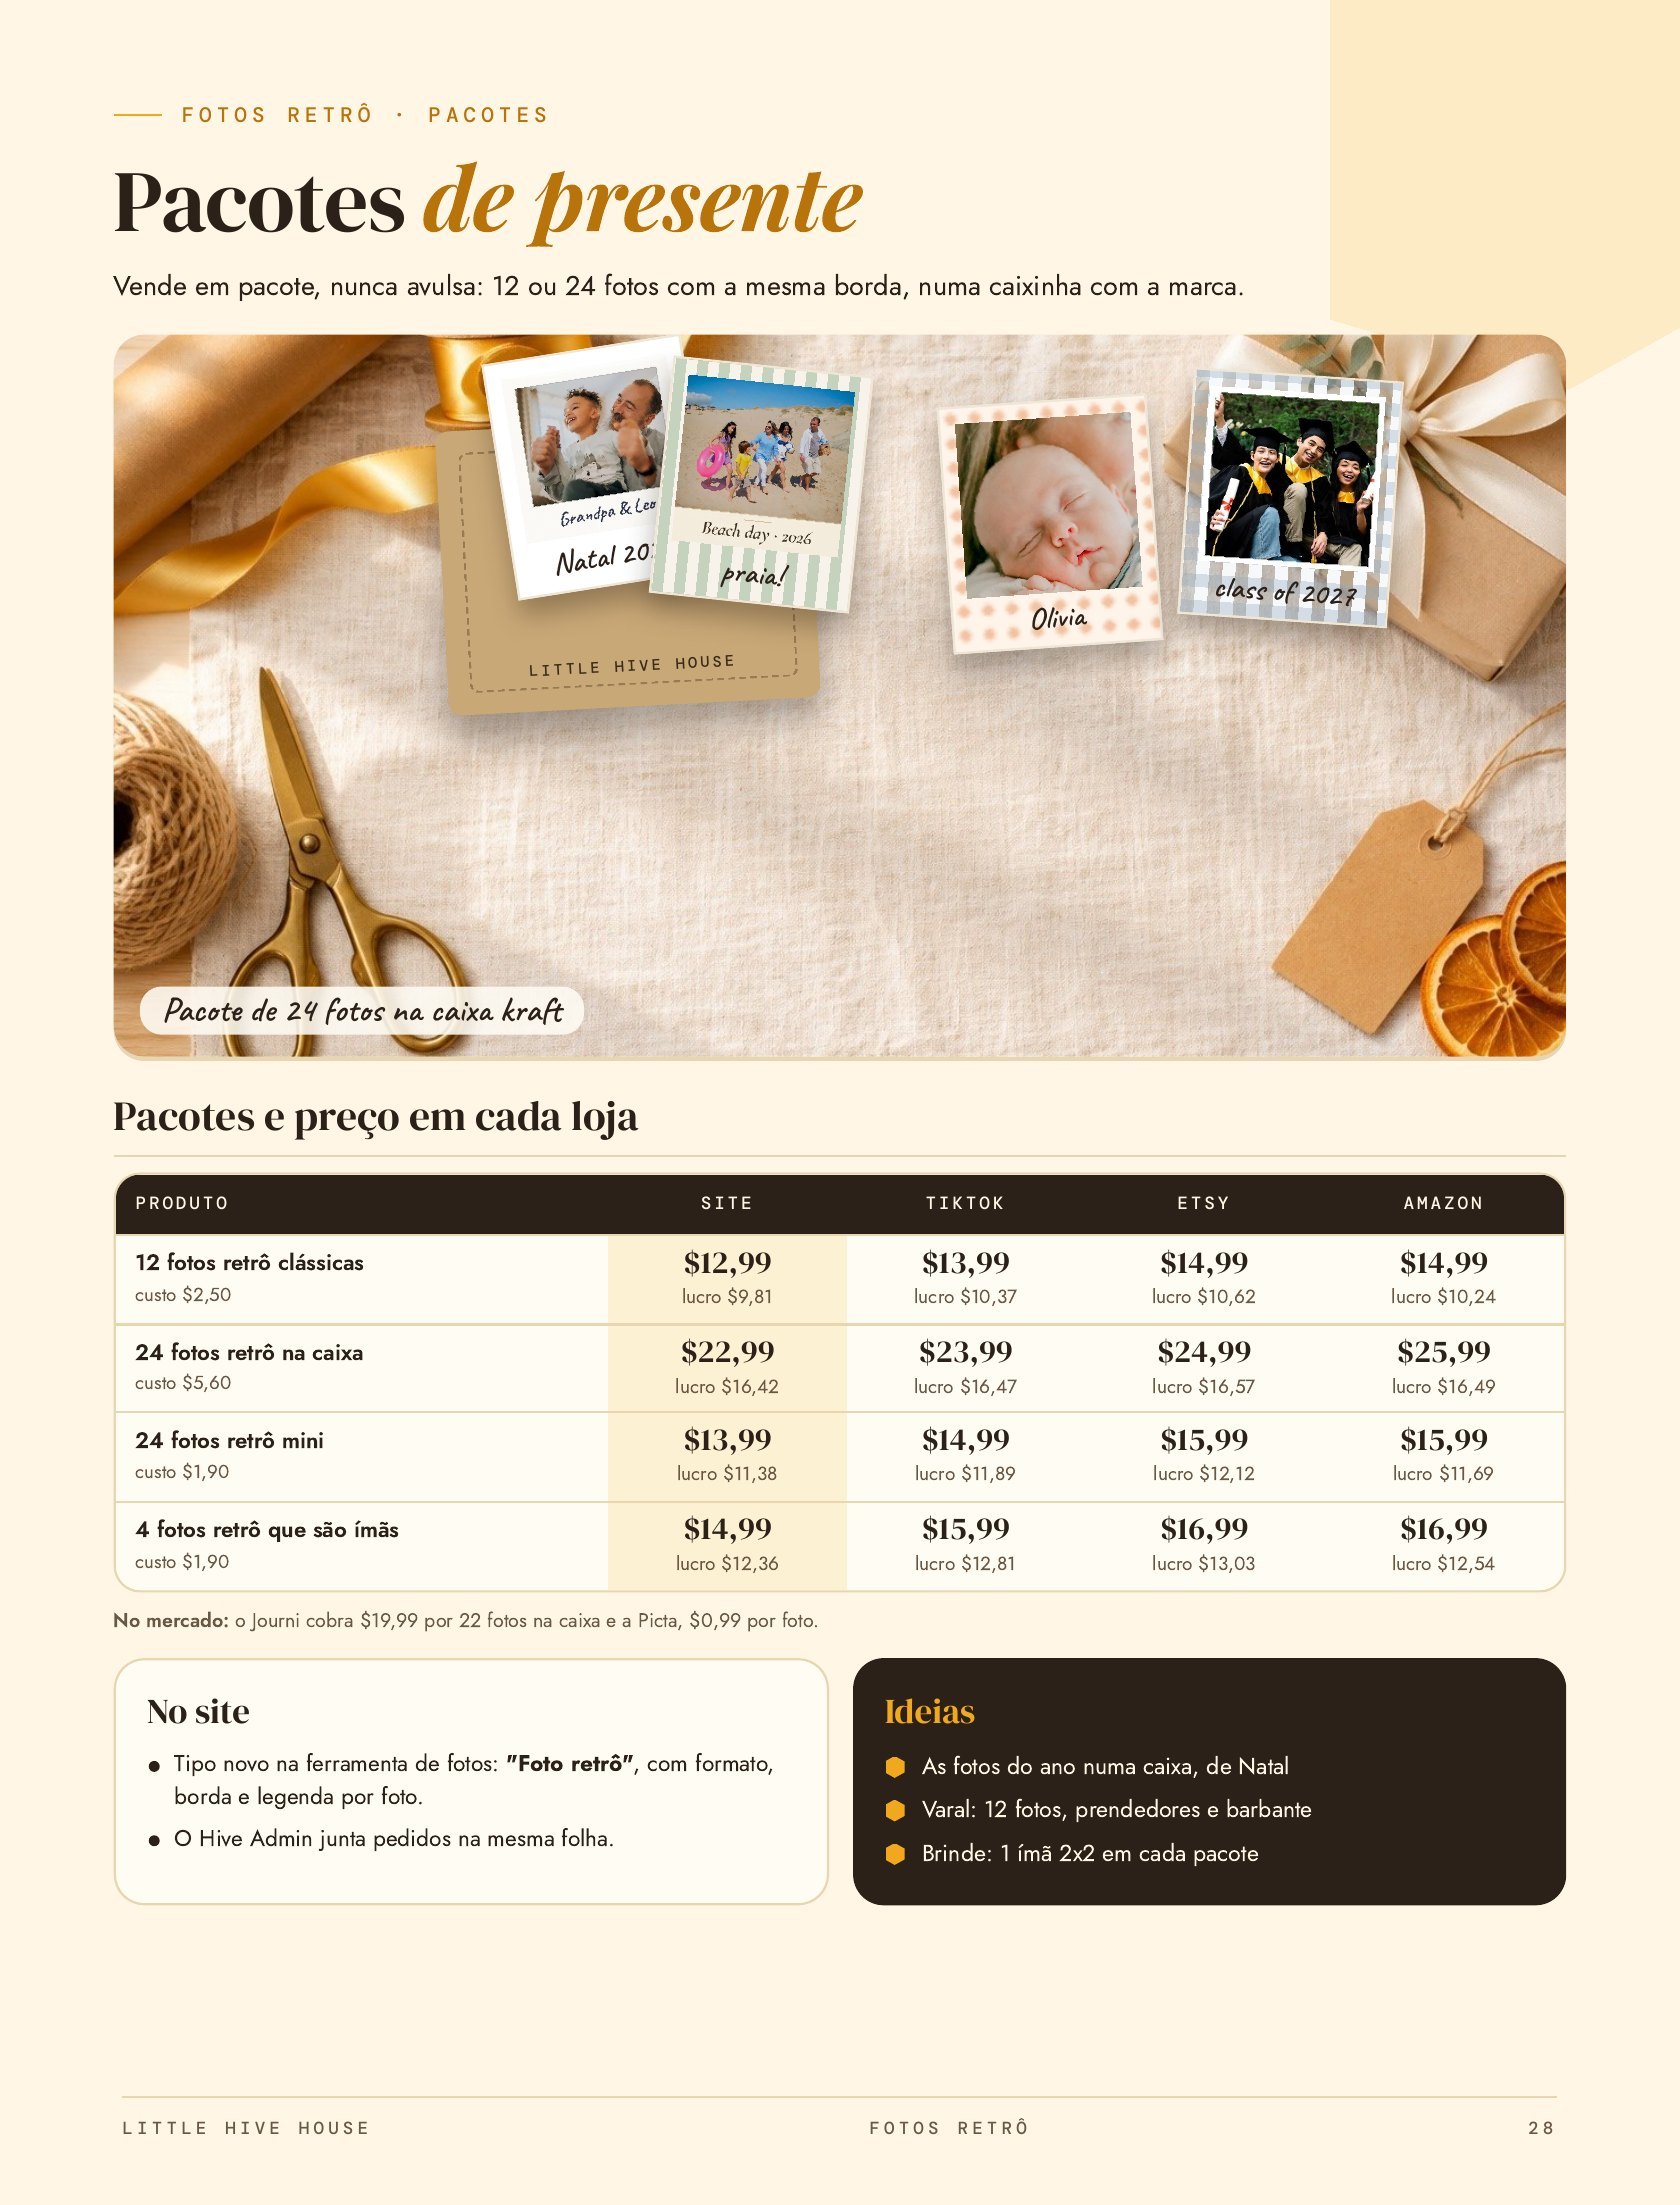 FOTOS RETRÔ · PACOTES
Pacotes de presente
Vende em pacote, nunca avulsa: 12 ou 24 fotos com a mesma borda, numa caixinha com a marca.
Grandpa & Leo
Natal
Beach day · 2026
praia!
Olivia
class of 2027
LITTLE HIVE HOUSE
Pacote de 24 fotos na caixa kraft
Pacotes e preço em cada loja
PRODUTO SITE TIKTOK ETSY AMAZON
12 fotos retrô clássicas $12,99 $13,99 $14,99 $14,99
custo $2,50 lucro $9,81 lucro $10,37 lucro $10,62 lucro $10,24
24 fotos retrô na caixa $22,99 $23,99 $24,99 $25,99
custo $5,60 lucro $16,42 lucro $16,47 lucro $16,57 lucro $16,49
24 fotos retrô mini $13,99 $14,99 $15,99 $15,99
custo $1,90 lucro $11,38 lucro $11,89 lucro $12,12 lucro $11,69
4 fotos retrô que são ímãs $14,99 $15,99 $16,99 $16,99
custo $1,90 lucro $12,36 lucro $12,81 lucro $13,03 lucro $12,54
No mercado: o Journi cobra $19,99 por 22 fotos na caixa e a Picta, $0,99 por foto.
No site
• Tipo novo na ferramenta de fotos: "Foto retrô", com formato,
borda e legenda por foto.
• O Hive Admin junta pedidos na mesma folha.
Ideias
As fotos do ano numa caixa, de Natal
Varal: 12 fotos, prendedores e barbante
Brinde: 1 ímã 2x2 em cada pacote
LITTLE HIVE HOUSE FOTOS RETRÔ 28